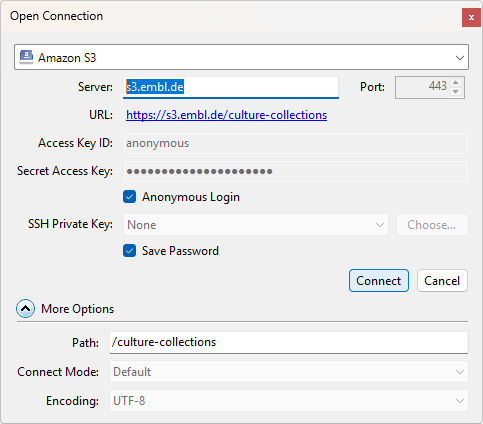 Open Connection
x
Amazon S3
Server: s3.embl.de Port: 443
URL: https://s3.embl.de/culture-collections
Access Key ID: anonymous
Secret Access Key: ●●●●●●●●●●●●●●●●●●●●●
Anonymous Login
SSH Private Key: None Choose...
Save Password
Connect Cancel
More Options
Path: /culture-collections
Connect Mode: Default
Encoding: UTF-8